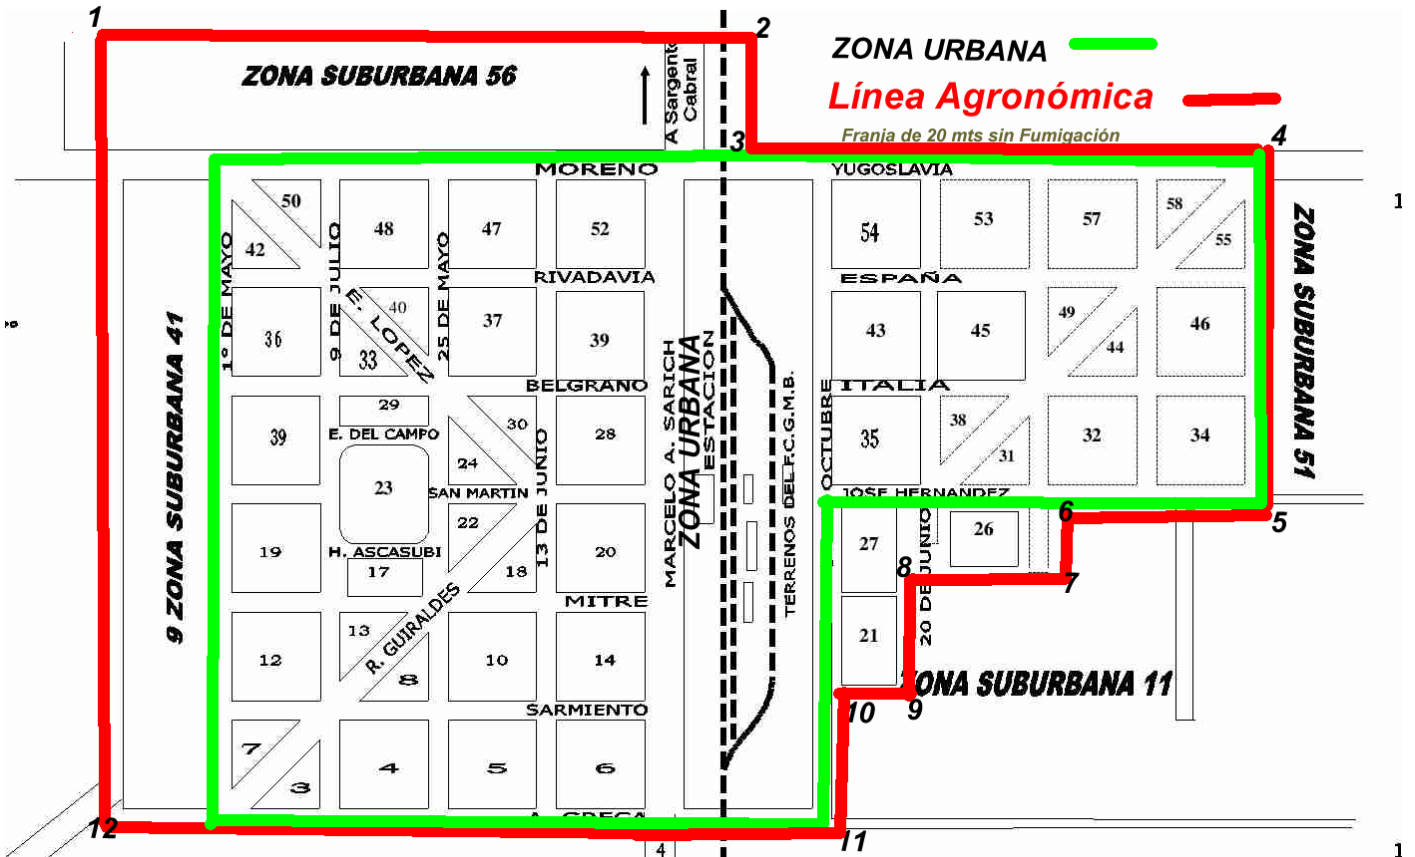 1
2
ZONA URBANA
ZONA SUBURBANA 56
A Sargento
Cabral
Línea Agronómica
Franja de 20 mts sin Fumigación
3
4
MORENO
YUGOSLAVIA
50
48
47
52
54
53
57
58
42
55
1º DE MAYO
9 DE JULIO
25 DE MAYO
RIVADAVIA
ESPAÑA
ZONA SUBURBANA 51
1
36
E. LOPEZ
40
33
37
39
43
45
49
44
46
9 ZONA SUBURBANA 41
BELGRANO
ITALIA
MARCELO A. SARICH
ZONA URBANA
ESTACION
TERRENOS DEL F.C.G.M.B.
OCTUBRE
29
E. DEL CAMPO
39
30
28
35
38
31
32
34
23
24
SAN MARTIN
13 DE JUNIO
JOSE HERNANDEZ
6
5
22
H. ASCASUBI
19
17
18
20
27
20 DE JUNIO
26
8
7
MITRE
R. GUIRALDES
12
13
8
10
14
21
ZONA SUBURBANA 11
SARMIENTO
10
9
7
3
4
5
6
12
11
4
1